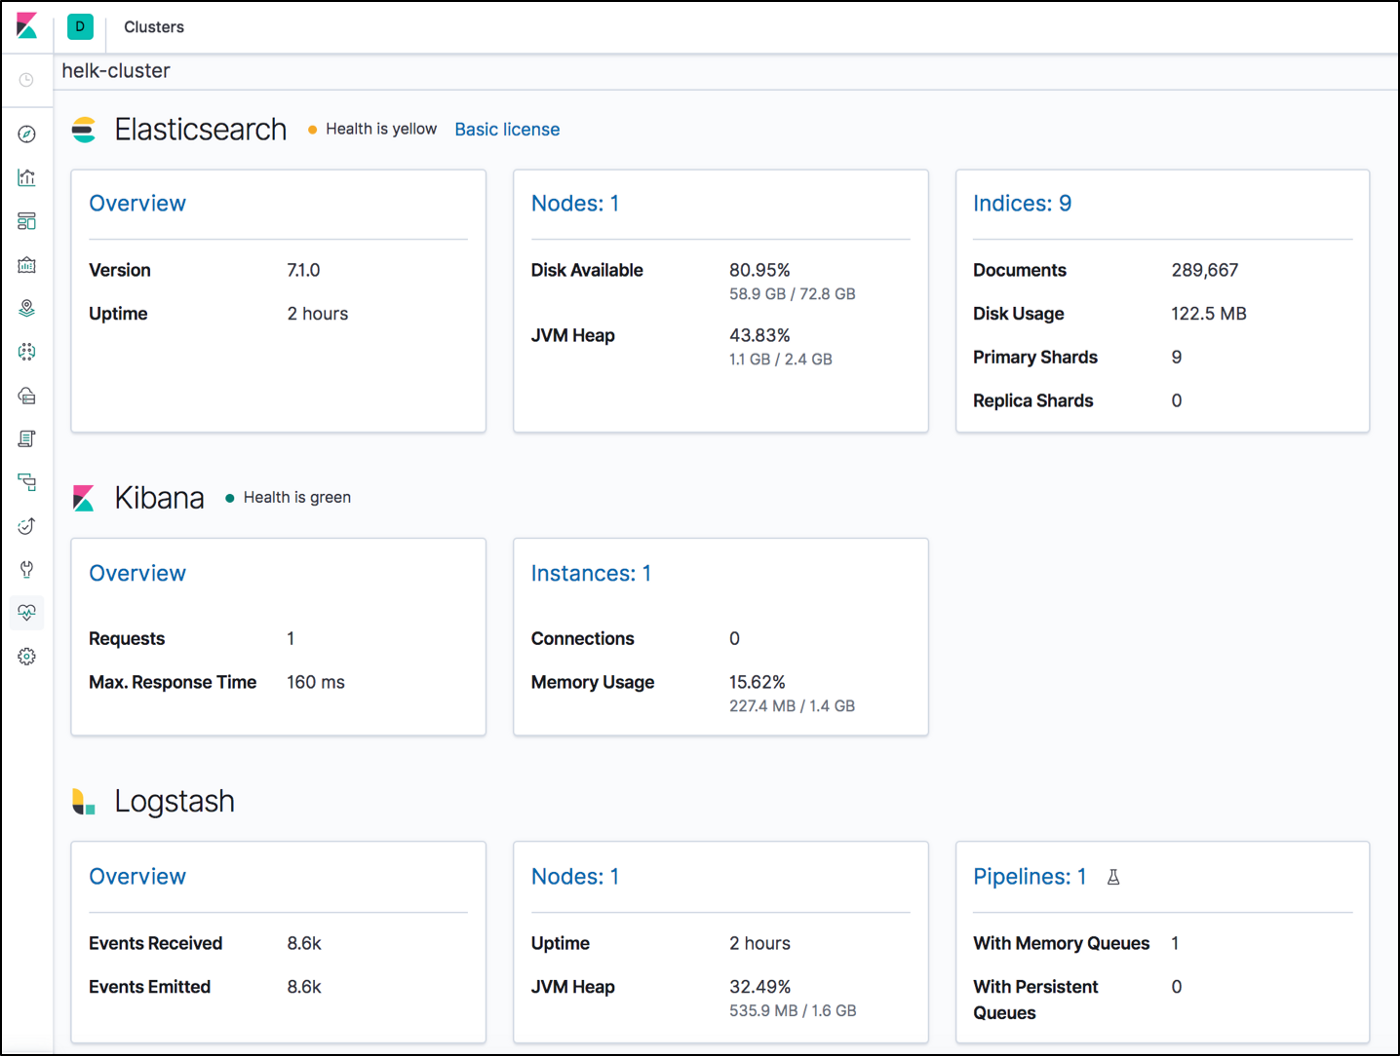 D Clusters
helk-cluster
Elasticsearch Health is yellow Basic license
Overview
Version 7.1.0
Uptime 2 hours
Nodes: 1
Disk Available 80.95%
58.9 GB / 72.8 GB
JVM Heap 43.83%
1.1 GB / 2.4 GB
Indices: 9
Documents 289,667
Disk Usage 122.5 MB
Primary Shards 9
Replica Shards 0
Kibana Health is green
Overview
Requests 1
Max. Response Time 160 ms
Instances: 1
Connections 0
Memory Usage 15.62%
227.4 MB / 1.4 GB
Logstash
Overview
Events Received 8.6k
Events Emitted 8.6k
Nodes: 1
Uptime 2 hours
JVM Heap 32.49%
535.9 MB / 1.6 GB
Pipelines: 1
With Memory Queues 1
With Persistent 0
Queues